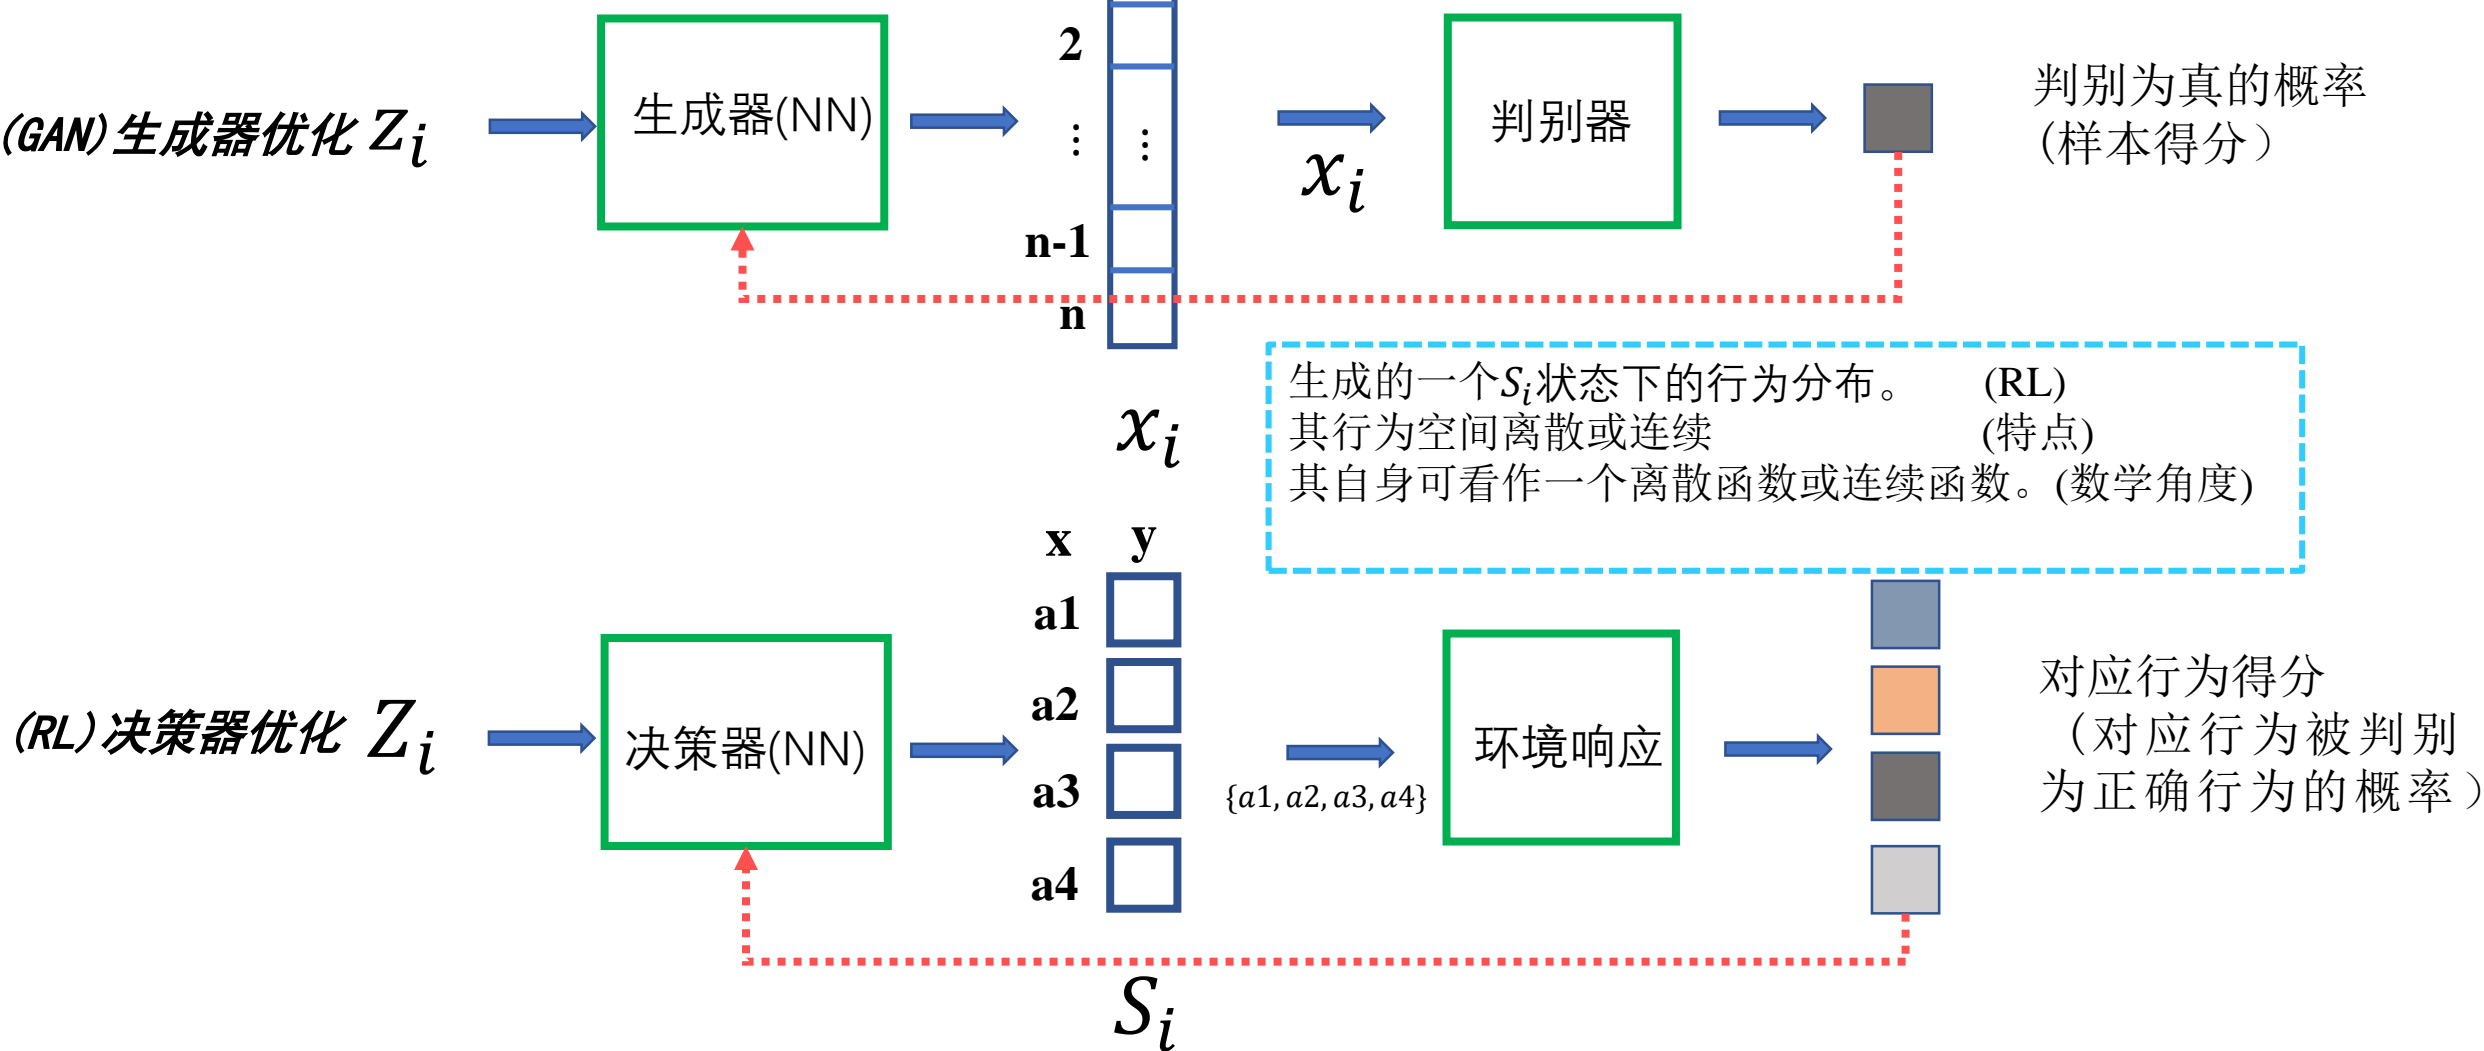 2
(GAN)生成器优化 Z_i
生成器(NN)
⋮
⋮
x_i
判别器
判别为真的概率
(样本得分）
n-1
n
x_i
生成的一个S_i状态下的行为分布。 (RL)
其行为空间离散或连续 (特点)
其自身可看作一个离散函数或连续函数。(数学角度)
x y
a1
a2
a3
a4
(RL)决策器优化 Z_i
决策器(NN)
{a1, a2, a3, a4}
环境响应
对应行为得分
（对应行为被判别
为正确行为的概率）
S_i